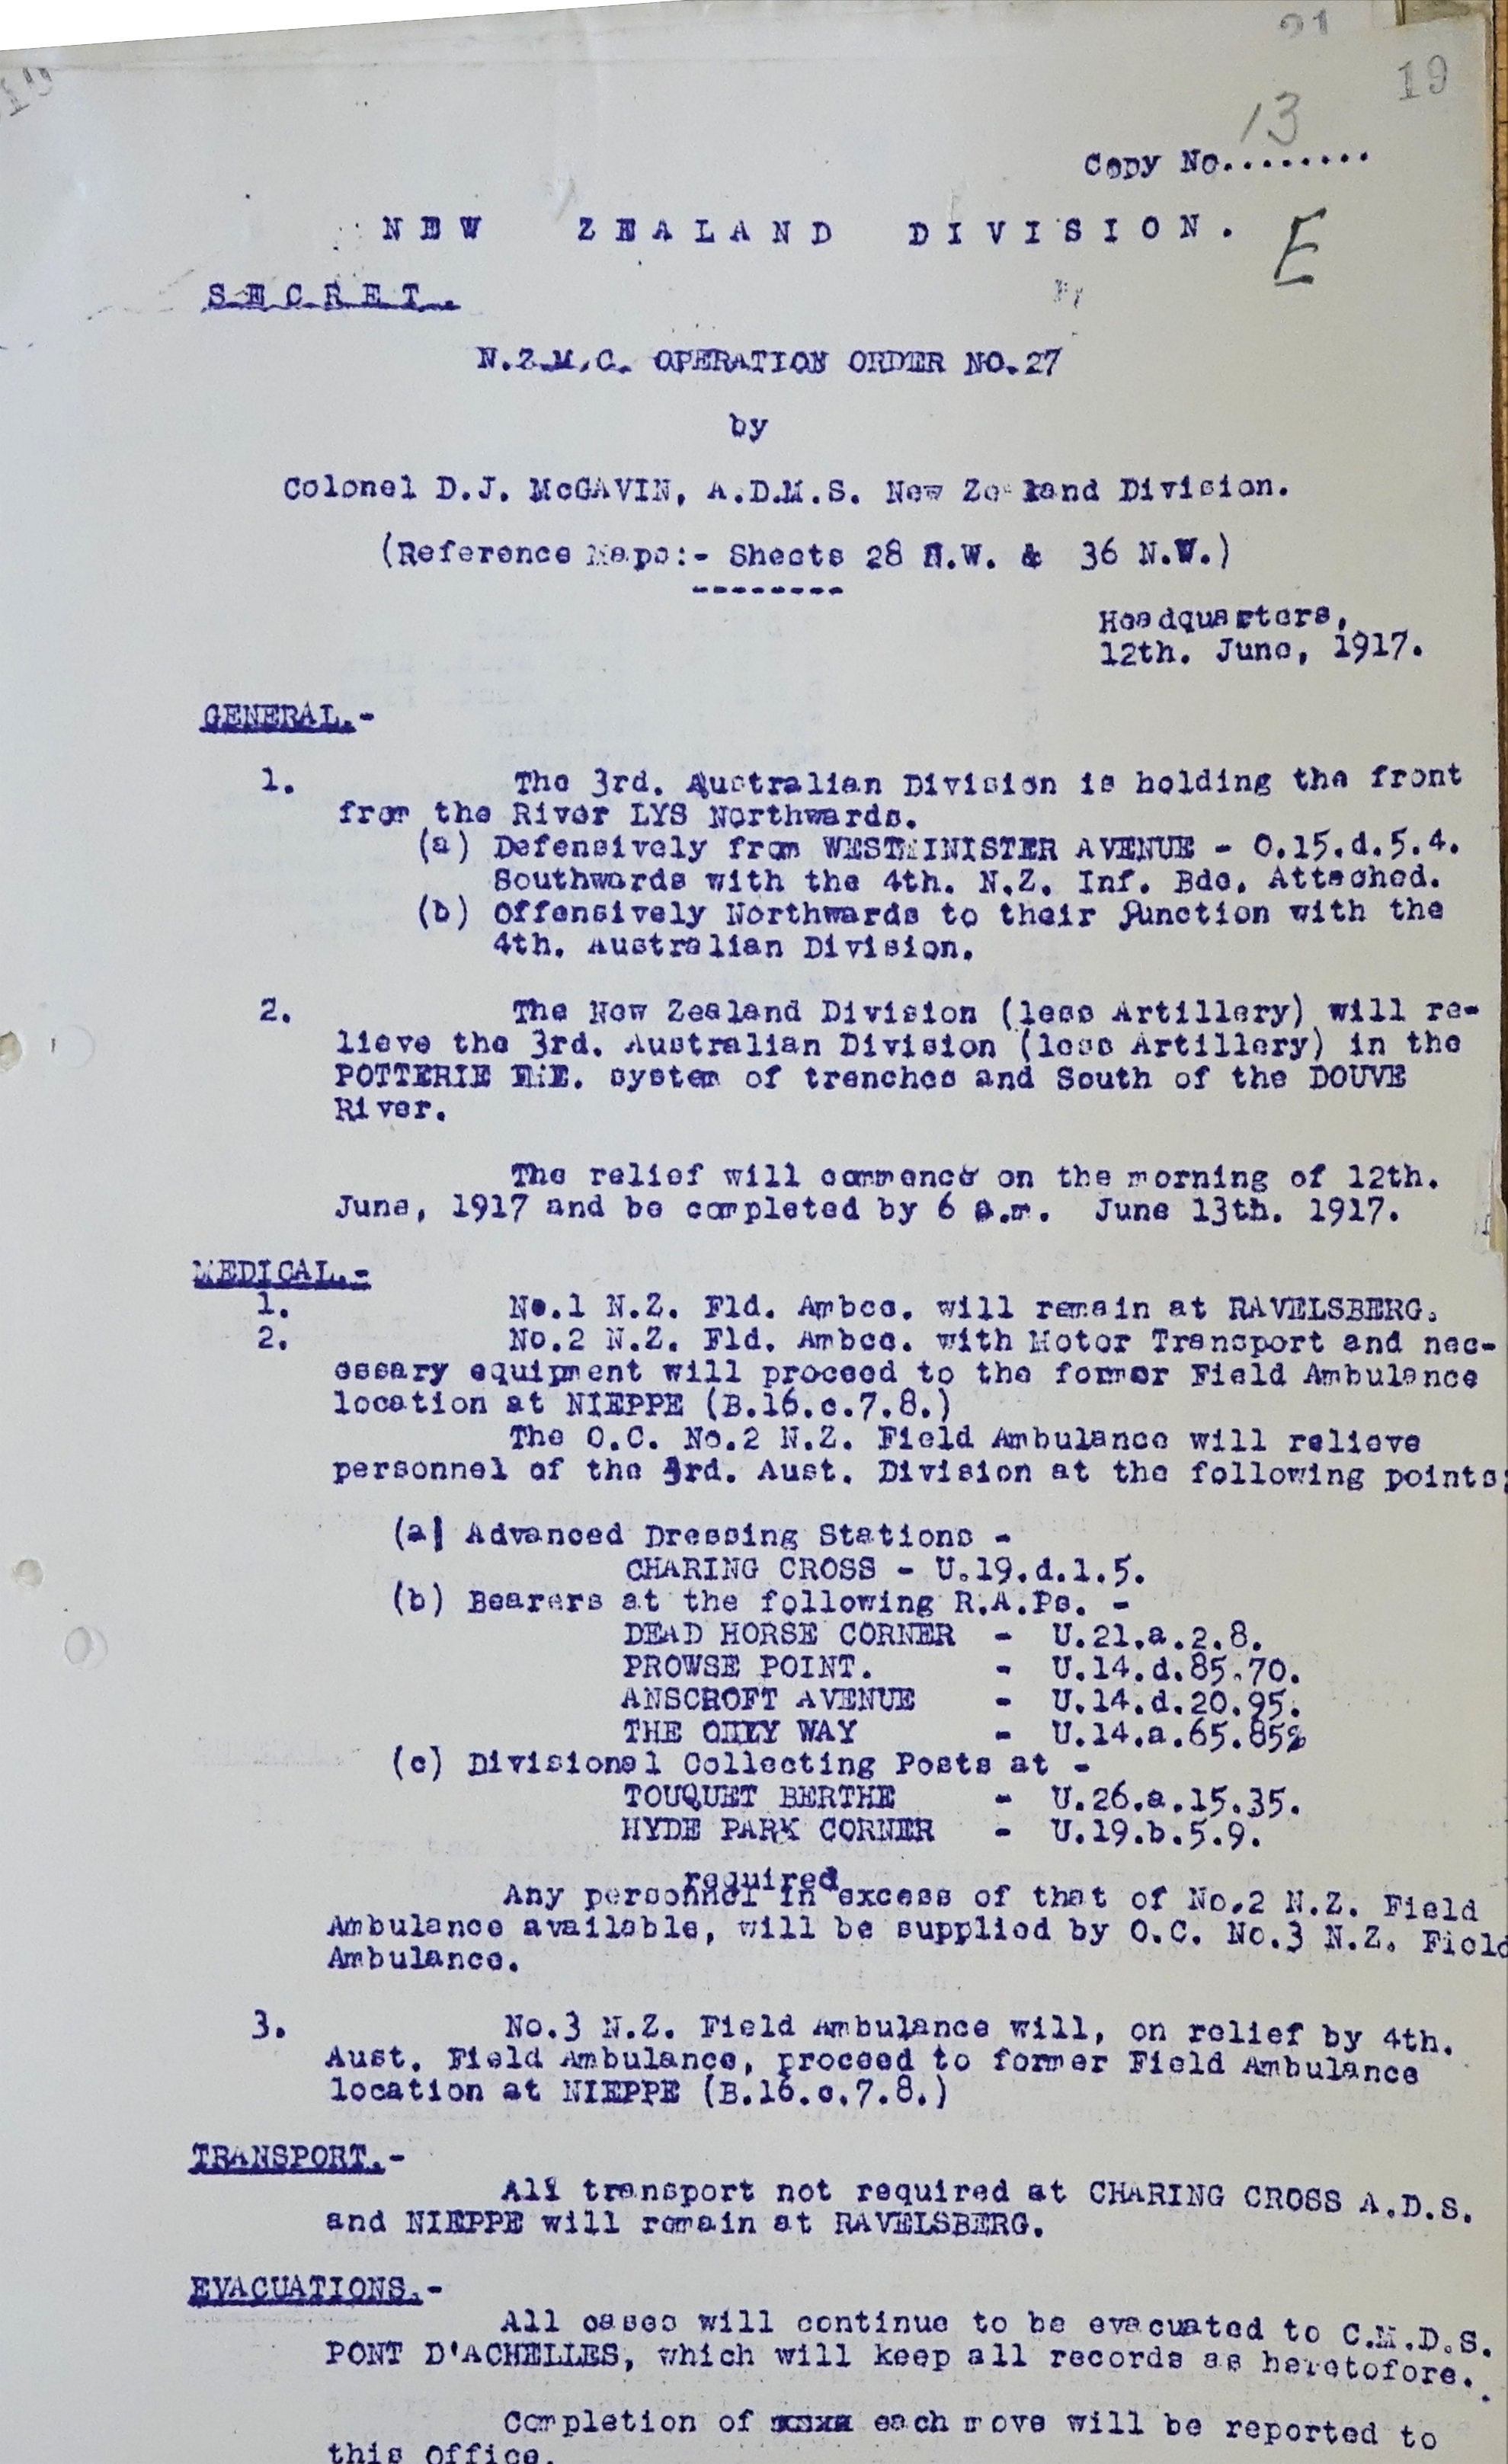 21
19
13
Copy No........
NEW ZEALAND DIVISION.
E
SECRET.
N.Z.M.C. OPERATION ORDER NO.27
by
Colonel D.J. McGAVIN, A.D.M.S. New Zealand Division.
(Reference Maps:- Sheets 28 N.W. & 36 N.W.)
---------
Headquarters,
12th. June, 1917.
GENERAL.-
1. The 3rd. Australian Division is holding the front
from the River LYS Northwards.
(a) Defensively from WESTMINISTER AVENUE - O.15.d.5.4.
Southwards with the 4th. N.Z. Inf. Bde. Attached.
(b) Offensively Northwards to their junction with the
4th. Australian Division.
2. The New Zealand Division (less Artillery) will re-
lieve the 3rd. Australian Division (less Artillery) in the
POTTERIE system of trenches and South of the DOUVE
River.
The relief will commence on the morning of 12th.
June, 1917 and be completed by 6 a.m. June 13th. 1917.
MEDICAL.-
1. No.1 N.Z. Fld. Ambce. will remain at RAVELSBERG.
2. No.2 N.Z. Fld. Ambce. with Motor Transport and nec-
essary equipment will proceed to the former Field Ambulance
location at NIEPPE (B.16.c.7.8.)
The O.C. No.2 N.Z. Field Ambulance will relieve
personnel of the 3rd. Aust. Division at the following points:
(a) Advanced Dressing Stations -
CHARING CROSS - U.19.d.1.5.
(b) Bearers at the following R.A.Ps. -
DEAD HORSE CORNER - U.21.a.2.8.
PROWSE POINT. - U.14.d.85.70.
ANSCROFT AVENUE - U.14.d.20.95.
THE ONLY WAY - U.14.a.65.85%
(c) Divisional Collecting Posts at -
TOUQUET BERTHE - U.26.a.15.35.
HYDE PARK CORNER - U.19.b.5.9.
required
Any personnel in excess of that of No.2 N.Z. Field
Ambulance available, will be supplied by O.C. No.3 N.Z. Field
Ambulance.
3. No.3 N.Z. Field Ambulance will, on relief by 4th.
Aust. Field Ambulance, proceed to former Field Ambulance
location at NIEPPE (B.16.c.7.8.)
TRANSPORT.-
All transport not required at CHARING CROSS A.D.S.
and NIEPPE will remain at RAVELSBERG.
EVACUATIONS.-
All cases will continue to be evacuated to C.M.D.S.
PONT D'ACHELLES, which will keep all records as heretofore.
Completion of each move will be reported to
this Office.